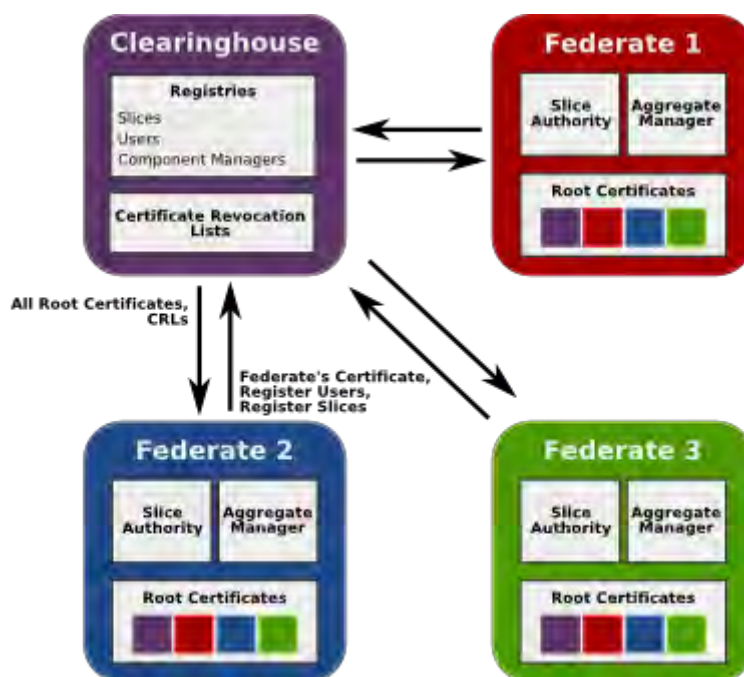 Clearinghouse
Registries
Slices
Users
Component Managers
Certificate Revocation
Lists
Federate 1
Slice
Authority
Aggregate
Manager
Root Certificates
All Root Certificates,
CRLs
Federate's Certificate,
Register Users,
Register Slices
Federate 2
Slice
Authority
Aggregate
Manager
Root Certificates
Federate 3
Slice
Authority
Aggregate
Manager
Root Certificates